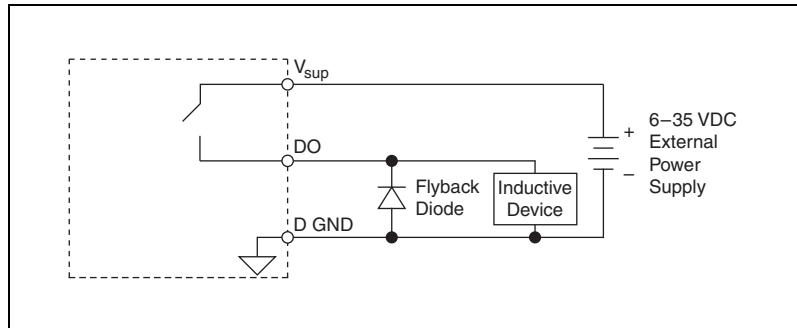 V_sup
6–35 VDC
External
Power
Supply
+
–
DO
Flyback
Diode
Inductive
Device
D GND